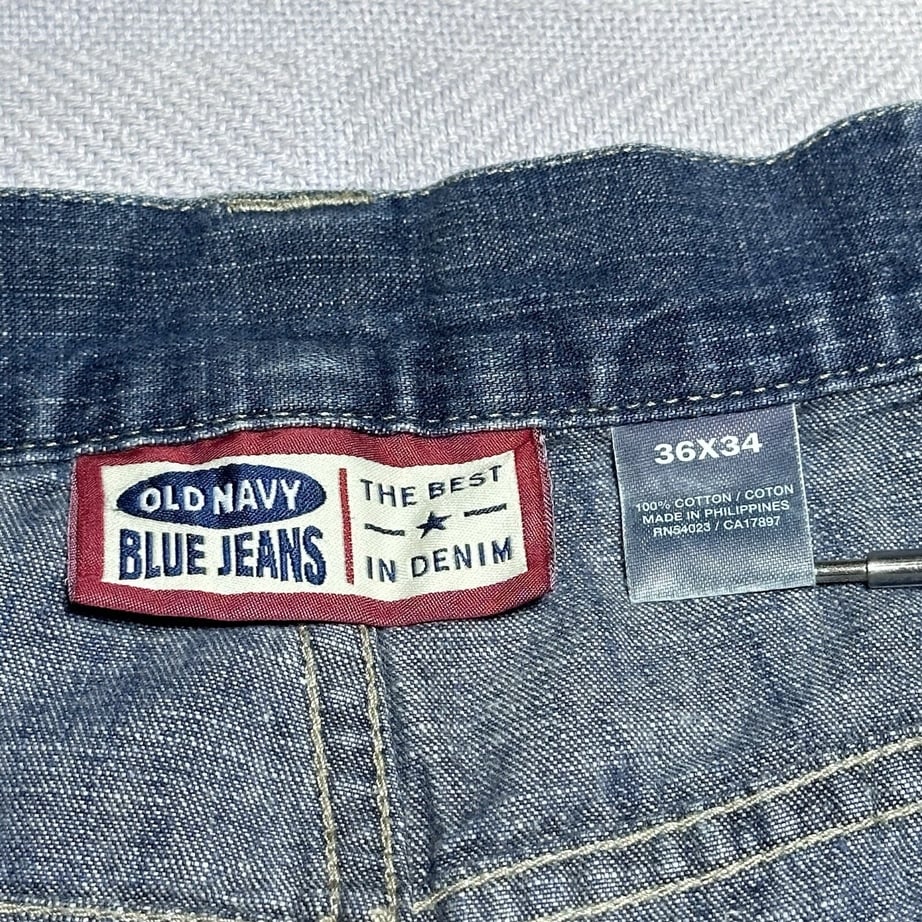 OLD NAVY
BLUE JEANS
THE BEST
IN DENIM
36X34
100% COTTON / COTON
MADE IN PHILIPPINES
RN54023 / CA17897